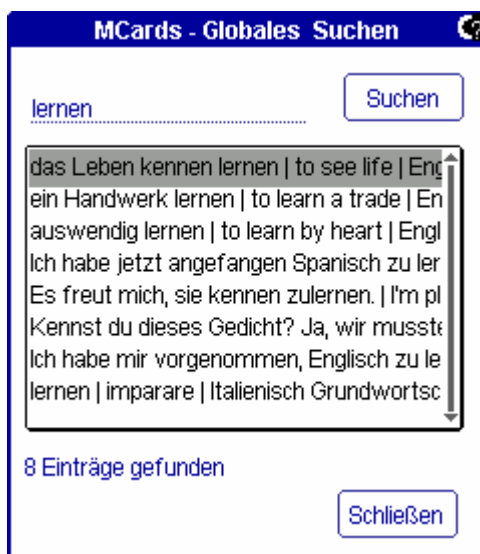 MCards - Globales Suchen
lernen
Suchen
das Leben kennen lernen | to see life | Eng
ein Handwerk lernen | to learn a trade | En
auswendig lernen | to learn by heart | Engl
Ich habe jetzt angefangen Spanisch zu ler
Es freut mich, sie kennen zulernen. | I'm pl
Kennst du dieses Gedicht? Ja, wir musste
Ich habe mir vorgenommen, Englisch zu le
lernen | imparare | Italienisch Grundwortsc
8 Einträge gefunden
Schließen